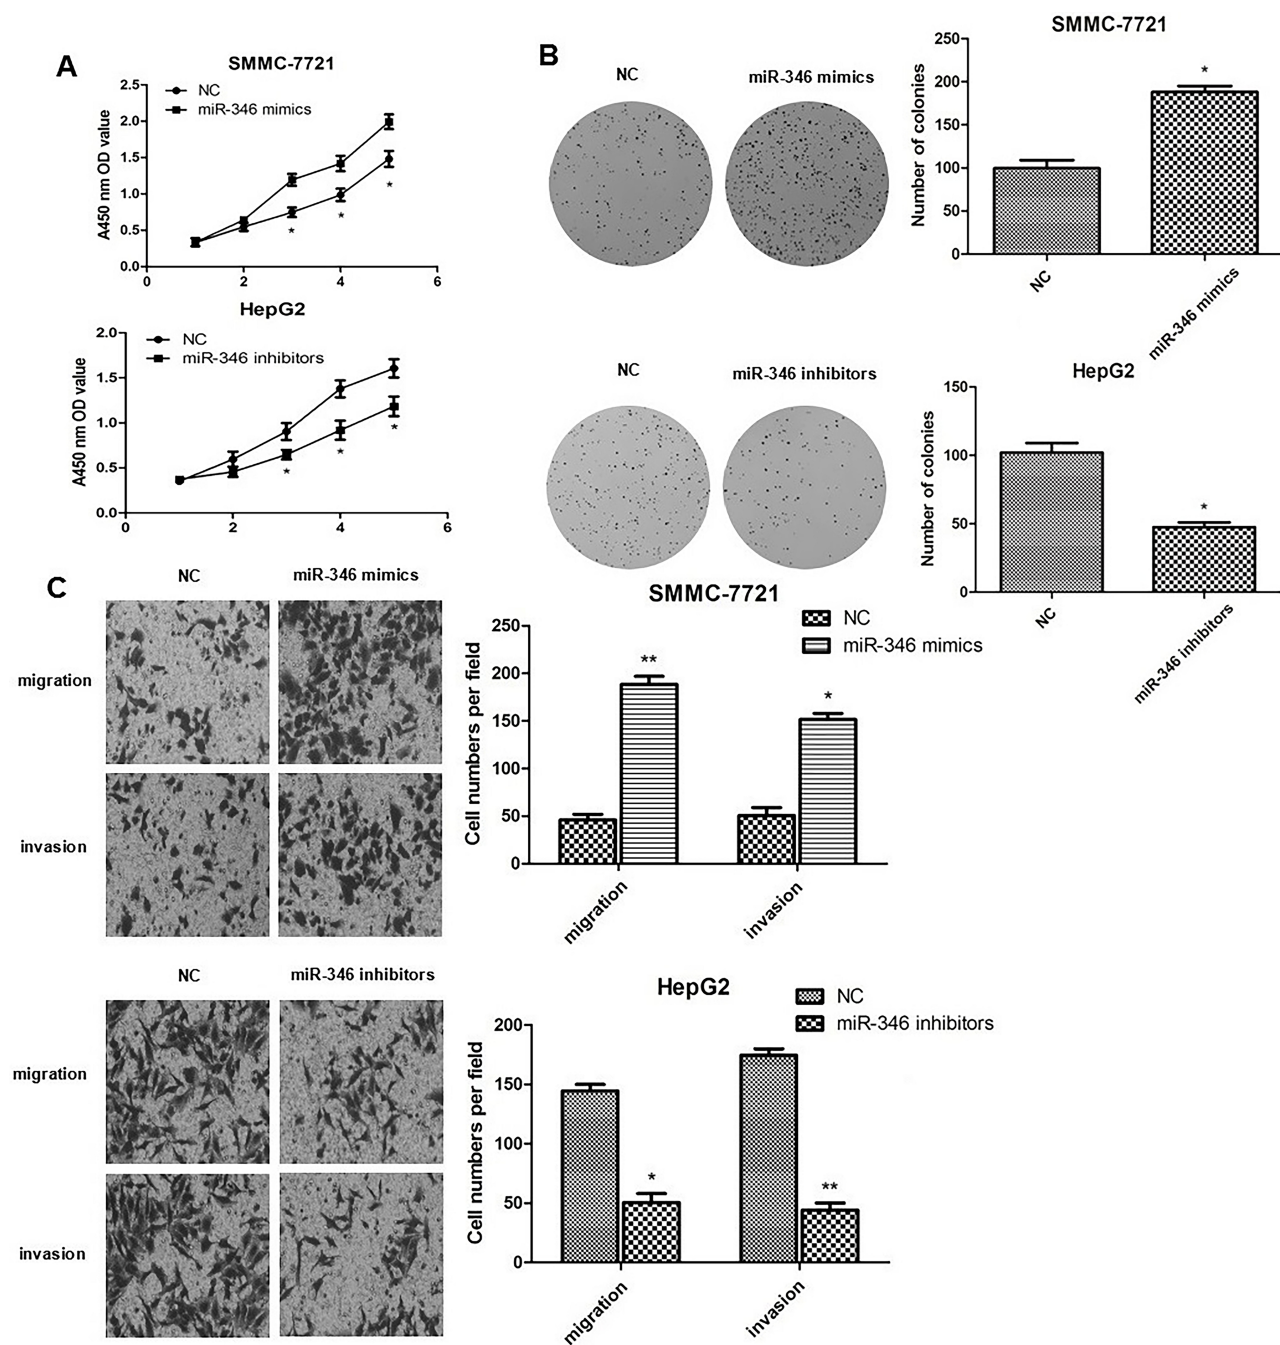 A
SMMC-7721
NC
miR-346 mimics
A450 nm OD value
2.5
2.0
1.5
1.0
0.5
0.0
0
2
4
6
*
*
*
HepG2
NC
miR-346 inhibitors
A450 nm OD value
2.0
1.5
1.0
0.5
0.0
0
2
4
6
*
*
*
B
NC
miR-346 mimics
SMMC-7721
Number of colonies
250
200
150
100
50
0
*
NC
miR-346 mimics
NC
miR-346 inhibitors
HepG2
Number of colonies
150
100
50
0
*
NC
miR-346 inhibitors
C
NC
miR-346 mimics
migration
invasion
SMMC-7721
NC
miR-346 mimics
Cell numbers per field
250
200
150
100
50
0
**
*
migration
invasion
NC
miR-346 inhibitors
migration
invasion
HepG2
NC
miR-346 inhibitors
Cell numbers per field
200
150
100
50
0
*
**
migration
invasion